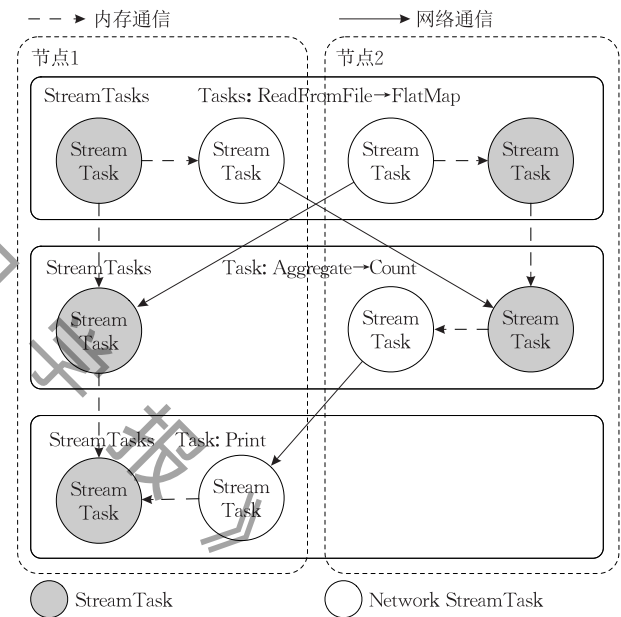 内存通信 网络通信
节点1 节点2
StreamTasks Tasks: ReadFromFile→FlatMap
Stream Task
Stream Task
Stream Task
Stream Task
StreamTasks Task: Aggregate→Count
Stream Task
Stream Task
Stream Task
StreamTasks Task: Print
Stream Task
Stream Task
学报》
StreamTask Network StreamTask